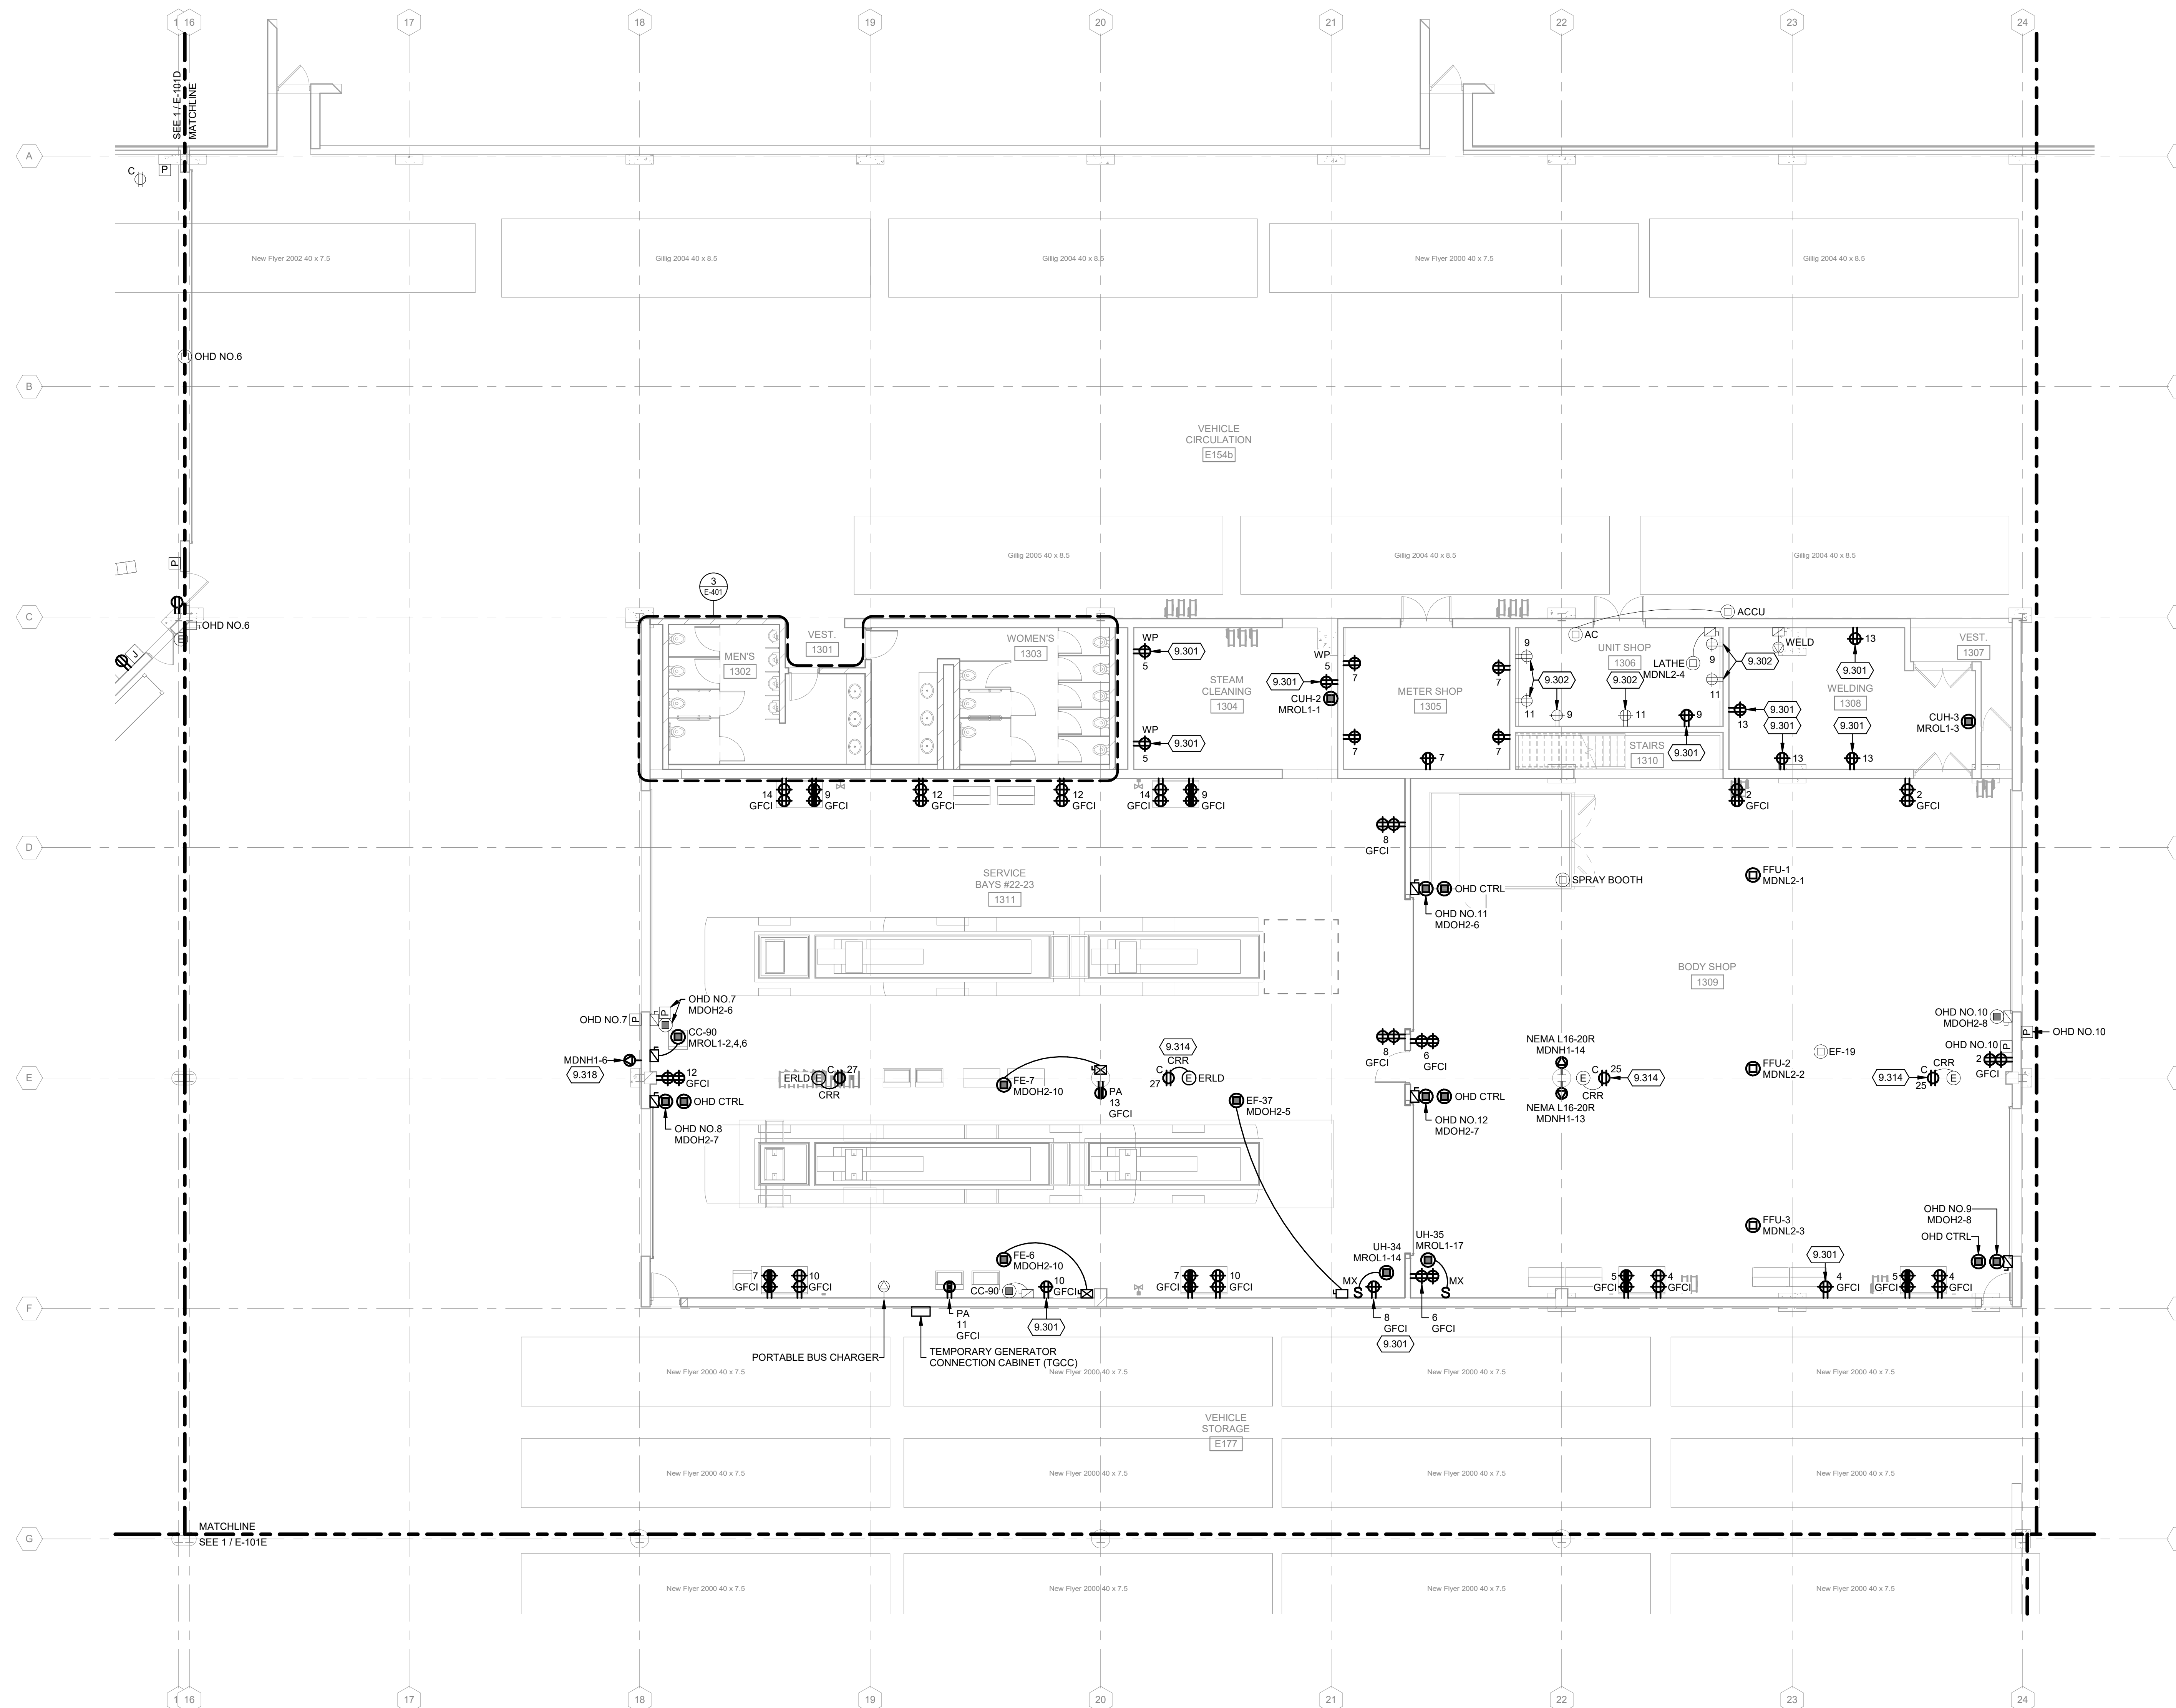 16
17
18
19
20
21
22
23
24
SEE 1 / E-101D
MATCHLINE
A
C
P
New Flyer 2002 40 x 7.5
Gillig 2004 40 x 8.5
Gillig 2004 40 x 8.5
New Flyer 2000 40 x 7.5
Gillig 2004 40 x 8.5
OHD NO.6
B
VEHICLE
CIRCULATION
E154b
Gillig 2005 40 x 8.5
Gillig 2004 40 x 8.5
Gillig 2004 40 x 8.5
P
3
E-401
C
OHD NO.6
E
J
MEN'S
1302
VEST.
1301
WOMEN'S
1303
WP
5
9.301
WP
5
9.301
STEAM
CLEANING
1304
WP
5
9.301
CUH-2
MROL1-1
7
7
METER SHOP
1305
7
7
7
ACCU
AC
UNIT SHOP
1306
LATHE
MDNL2-4
9
11
9.302
9
9.302
11
9
9.301
9
11
9.302
STAIRS
1310
WELD
13
9.301
WELDING
1308
13
9.301
9.301
13
9.301
13
VEST.
1307
CUH-3
MROL1-3
14
GFCI
9
GFCI
12
GFCI
12
GFCI
14
GFCI
9
GFCI
2
GFCI
2
GFCI
8
GFCI
D
SERVICE
BAYS #22-23
1311
OHD CTRL
OHD NO.11
MDOH2-6
SPRAY BOOTH
FFU-1
MDNL2-1
BODY SHOP
1309
OHD NO.7
MDOH2-6
OHD NO.7
P
P
CC-90
MROL1-2,4,6
MDNH1-6
9.318
12
GFCI
OHD CTRL
OHD NO.8
MDOH2-7
E
ERLD
E
C
27
CRR
FE-7
MDOH2-10
PA
13
GFCI
9.314
CRR
C
27
E
ERLD
EF-37
MDOH2-5
8
GFCI
6
GFCI
OHD CTRL
OHD NO.12
MDOH2-7
NEMA L16-20R
MDNH1-14
NEMA L16-20R
MDNH1-13
E
C
25
CRR
9.314
FFU-2
MDNL2-2
EF-19
OHD NO.10
MDOH2-8
P
OHD NO.10
OHD NO.10
P
2
GFCI
9.314
CRR
C
25
E
FFU-3
MDNL2-3
OHD NO.9
MDOH2-8
OHD CTRL
FE-6
MDOH2-10
UH-34
MROL1-14
UH-35
MROL1-17
MX
S
MX
S
7
GFCI
10
GFCI
CC-90
10
GFCI
9.301
7
GFCI
10
GFCI
8
GFCI
9.301
6
GFCI
5
GFCI
4
GFCI
9.301
4
GFCI
5
GFCI
4
GFCI
F
PA
11
GFCI
PORTABLE BUS CHARGER
TEMPORARY GENERATOR
CONNECTION CABINET (TGCC)
New Flyer 2000 40 x 7.5
New Flyer 2000 40 x 7.5
New Flyer 2000 40 x 7.5
New Flyer 2000 40 x 7.5
VEHICLE
STORAGE
E177
New Flyer 2000 40 x 7.5
New Flyer 2000 40 x 7.5
New Flyer 2000 40 x 7.5
New Flyer 2000 40 x 7.5
MATCHLINE
G
SEE 1 / E-101E
New Flyer 2000 40 x 7.5
New Flyer 2000 40 x 7.5
New Flyer 2000 40 x 7.5
New Flyer 2000 40 x 7.5
16
17
18
19
20
21
22
23
24